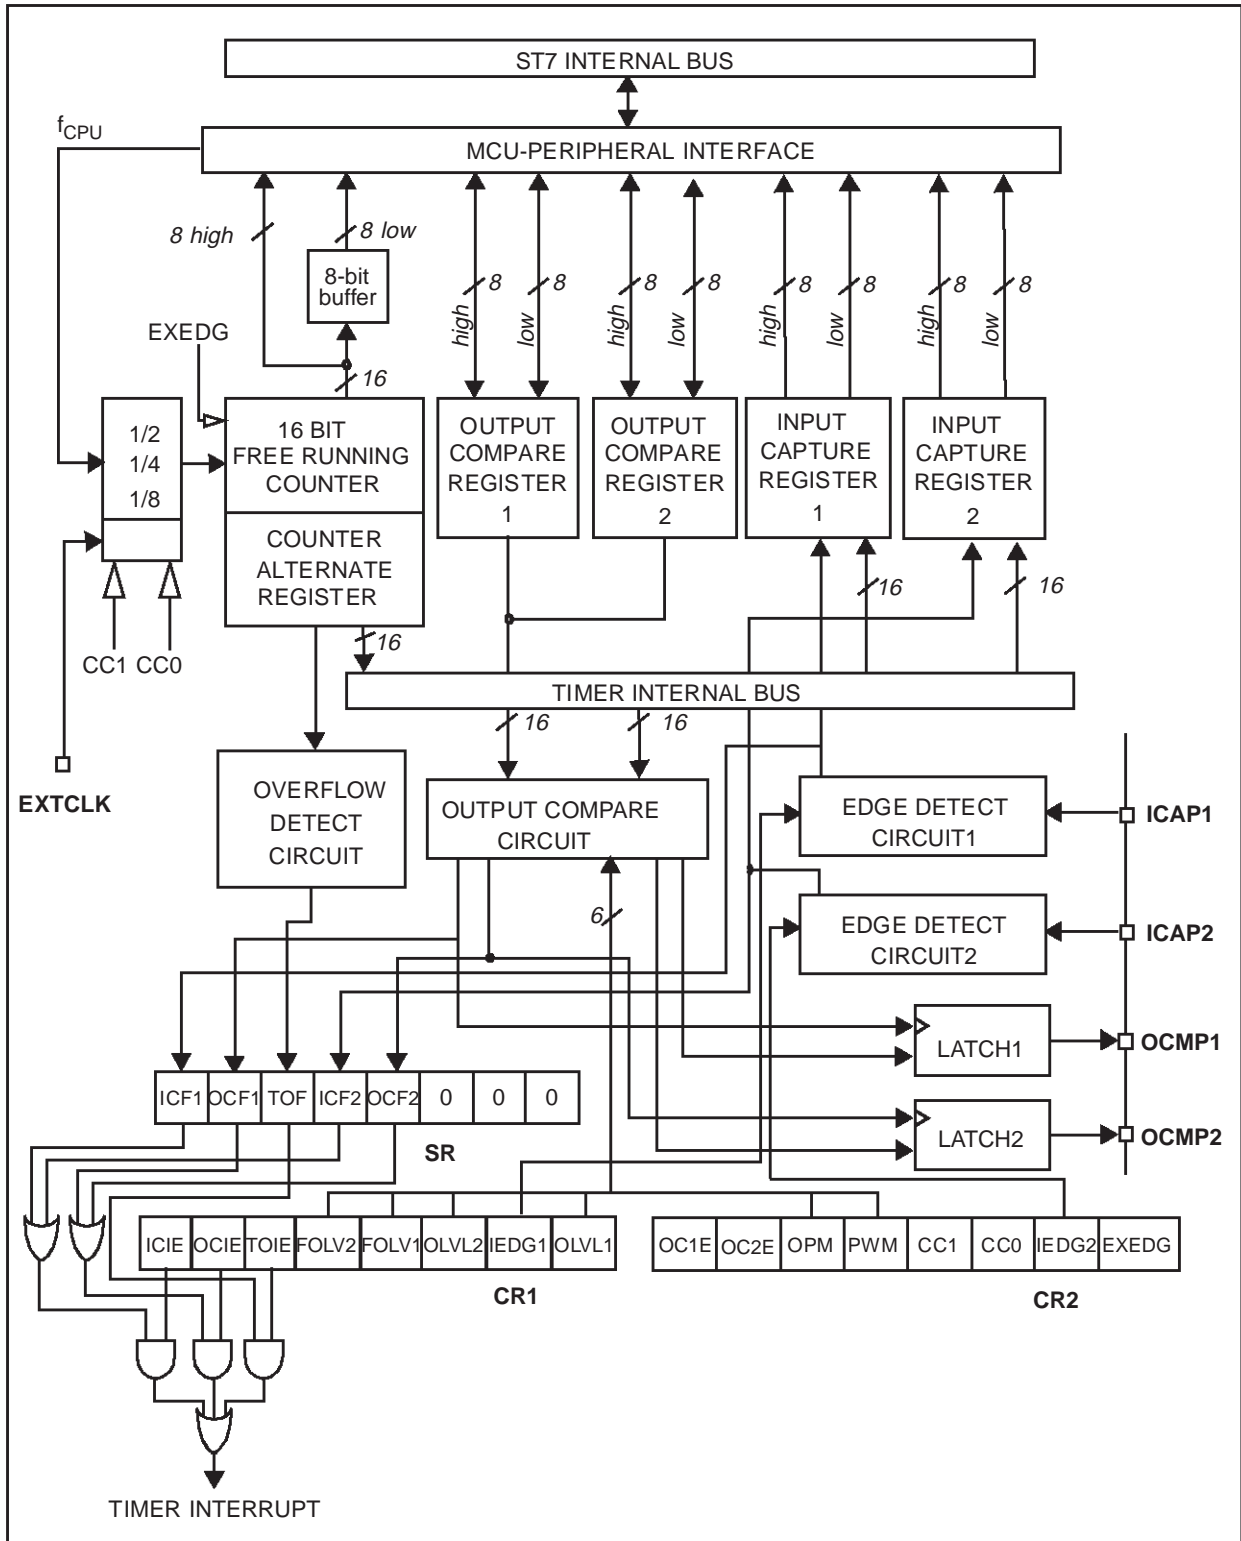 ST7 INTERNAL BUS
fCPU
MCU-PERIPHERAL INTERFACE
8 high
8 low
8-bit
buffer
8
8
8
8
8
8
8
8
high
low
high
low
high
low
high
low
EXEDG
16
1/2
1/4
1/8
16 BIT
FREE RUNNING
COUNTER
COUNTER
ALTERNATE
REGISTER
OUTPUT
COMPARE
REGISTER
1
OUTPUT
COMPARE
REGISTER
2
INPUT
CAPTURE
REGISTER
1
INPUT
CAPTURE
REGISTER
2
16
16
16
CC1 CC0
TIMER INTERNAL BUS
16
16
EXTCLK
OVERFLOW
DETECT
CIRCUIT
OUTPUT COMPARE
CIRCUIT
EDGE DETECT
CIRCUIT1
ICAP1
6
EDGE DETECT
CIRCUIT2
ICAP2
LATCH1
OCMP1
LATCH2
OCMP2
ICF1 OCF1 TOF ICF2 OCF2 0 0 0
SR
ICIE OCIE TOIE FOLV2 FOLV1 OLVL2 IEDG1 OLVL1
CR1
OC1E OC2E OPM PWM CC1 CC0 IEDG2 EXEDG
CR2
TIMER INTERRUPT